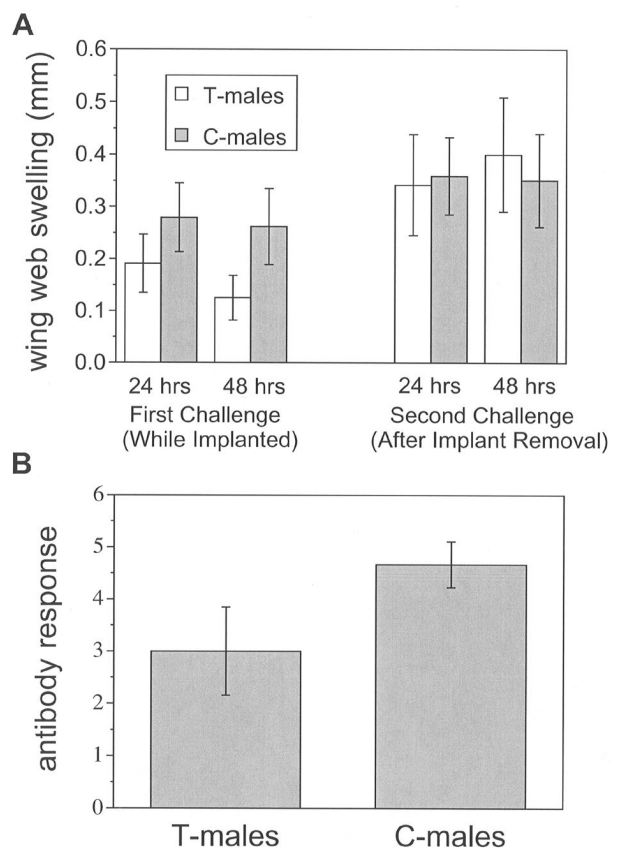 A
0.6
0.5
0.4
0.3
0.2
0.1
0.0
wing web swelling (mm)
T-males
C-males
24 hrs 48 hrs 24 hrs 48 hrs
First Challenge Second Challenge
(While Implanted) (After Implant Removal)
B
6
5
4
3
2
1
0
antibody response
T-males C-males